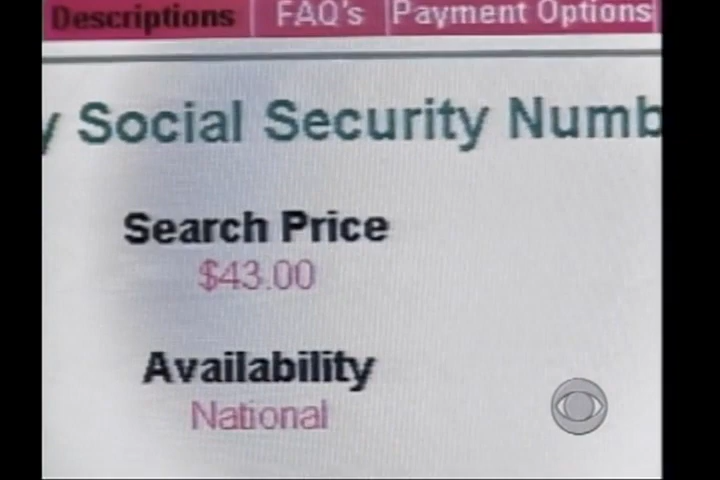 Descriptions FAQ's Payment Options
y Social Security Numb
Search Price
$43.00
Availability
National